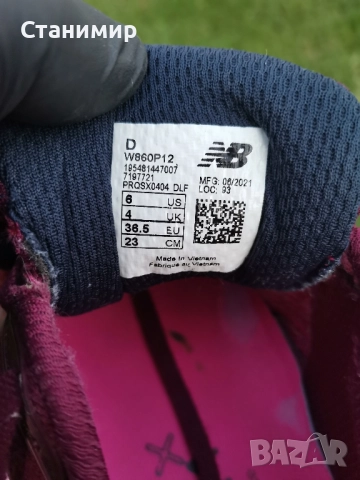 Станимир
D
W860P12
195481447007
7197721
PRQSX0404 DLF
MFG: 06/2021
LOC: 93
6 US
4 UK
36.5 EU
23 CM
Made in Vietnam
Fabriqué au Vietnam
BAZAR